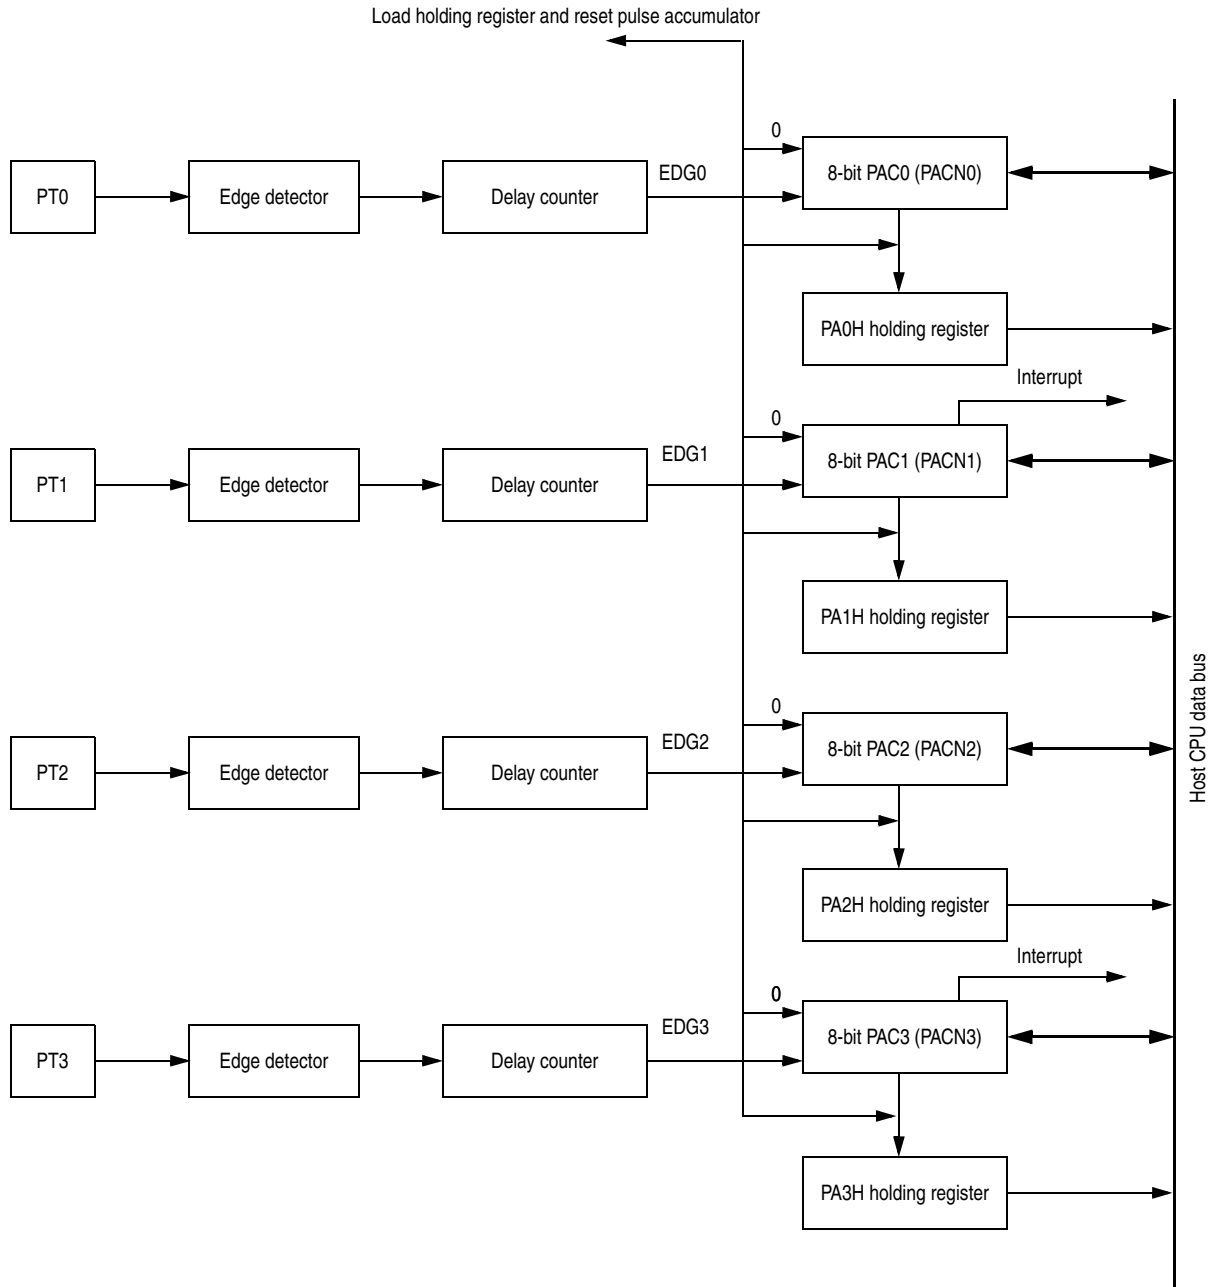 Load holding register and reset pulse accumulator
0
8-bit PAC0 (PACN0)
EDG0
PT0
Edge detector
Delay counter
PA0H holding register
Interrupt
0
8-bit PAC1 (PACN1)
EDG1
PT1
Edge detector
Delay counter
PA1H holding register
Host CPU data bus
0
8-bit PAC2 (PACN2)
EDG2
PT2
Edge detector
Delay counter
PA2H holding register
Interrupt
0
8-bit PAC3 (PACN3)
EDG3
PT3
Edge detector
Delay counter
PA3H holding register